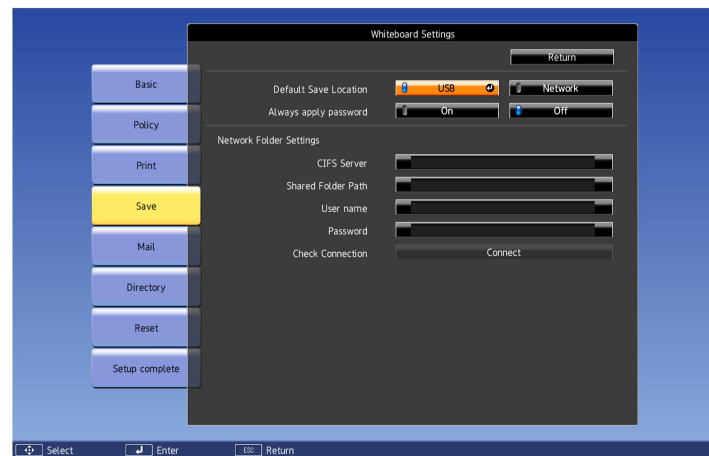 Whiteboard Settings
Return
Basic
Policy
Print
Save
Mail
Directory
Reset
Setup complete
Default Save Location USB Network
Always apply password On Off
Network Folder Settings
CIFS Server
Shared Folder Path
User name
Password
Check Connection Connect
Select Enter ESC Return